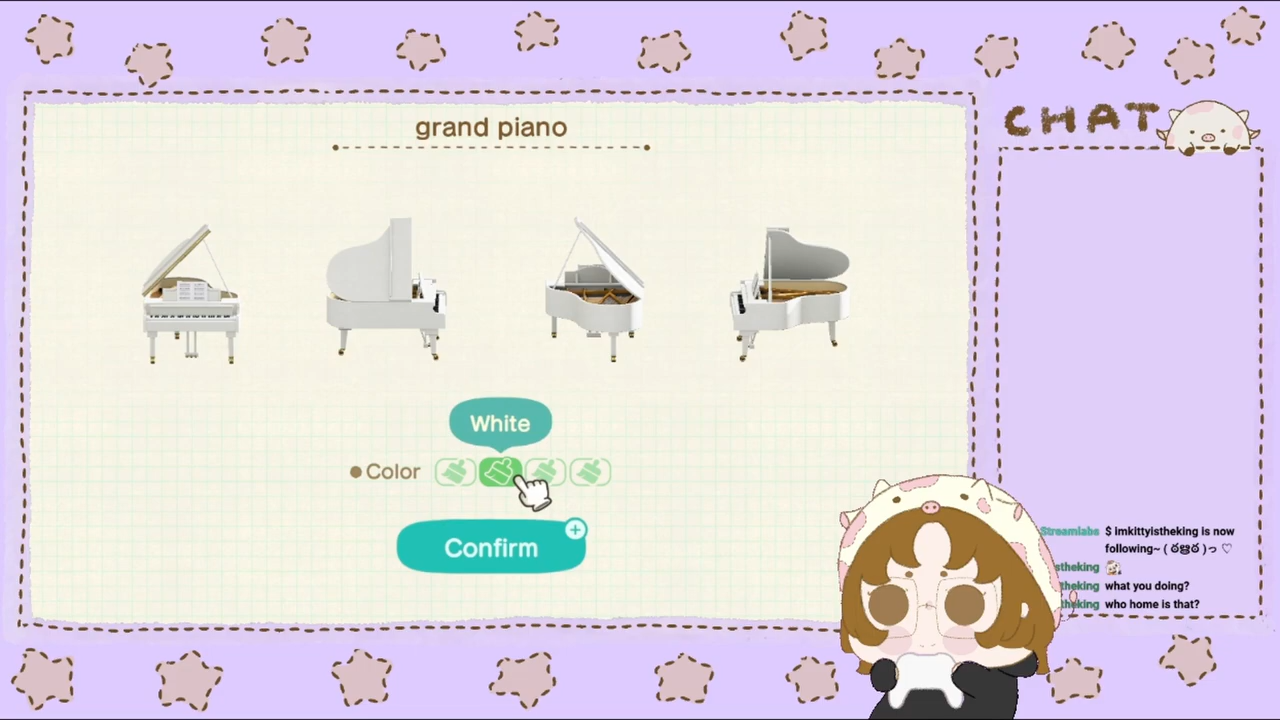 grand piano
White
Color
Confirm
CHAT
Streamlabs $ imkittyistheking is now
following~
stheking
theking what you doing?
theking who home is that?